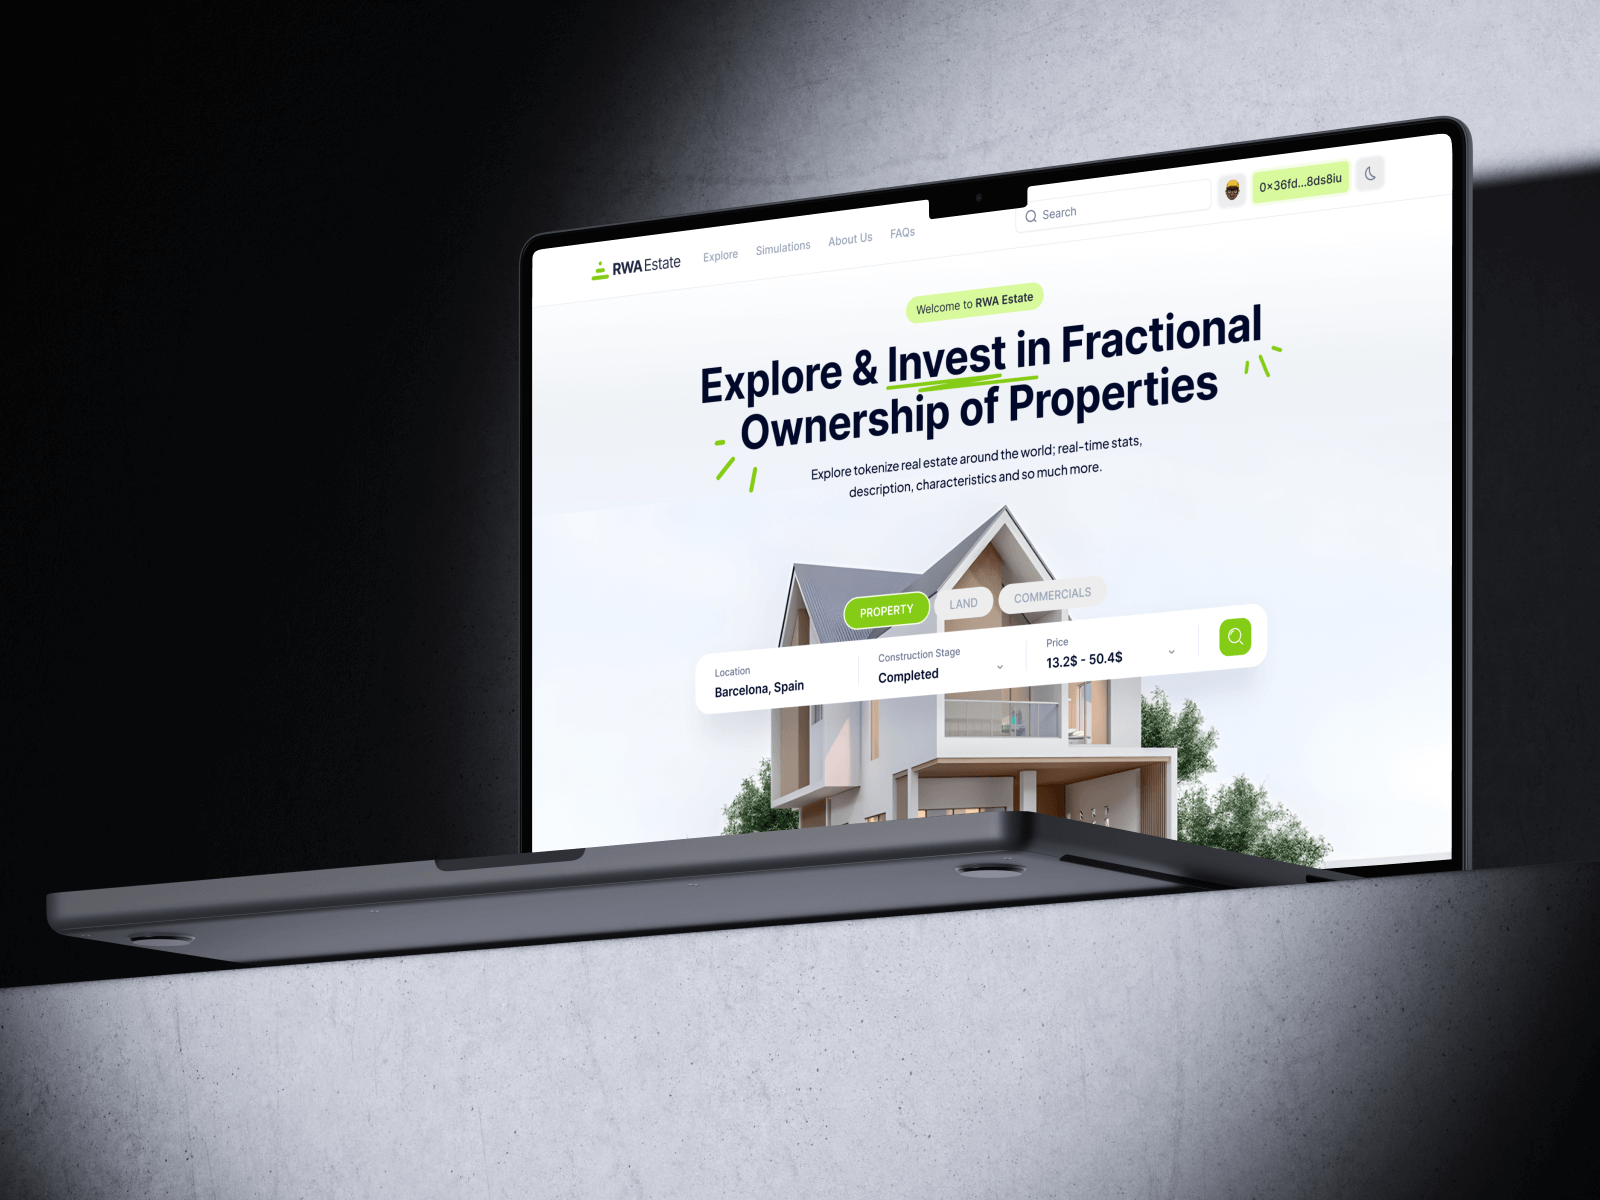 RWA Estate
Explore
Simulations
About Us
FAQs
Search
0×36fd...8ds8iu
Welcome to RWA Estate
Explore & Invest in Fractional
Ownership of Properties
Explore tokenize real estate around the world; real-time stats,
description, characteristics and so much more.
PROPERTY
LAND
COMMERCIALS
Location
Barcelona, Spain
Construction Stage
Completed
Price
13.2$ - 50.4$